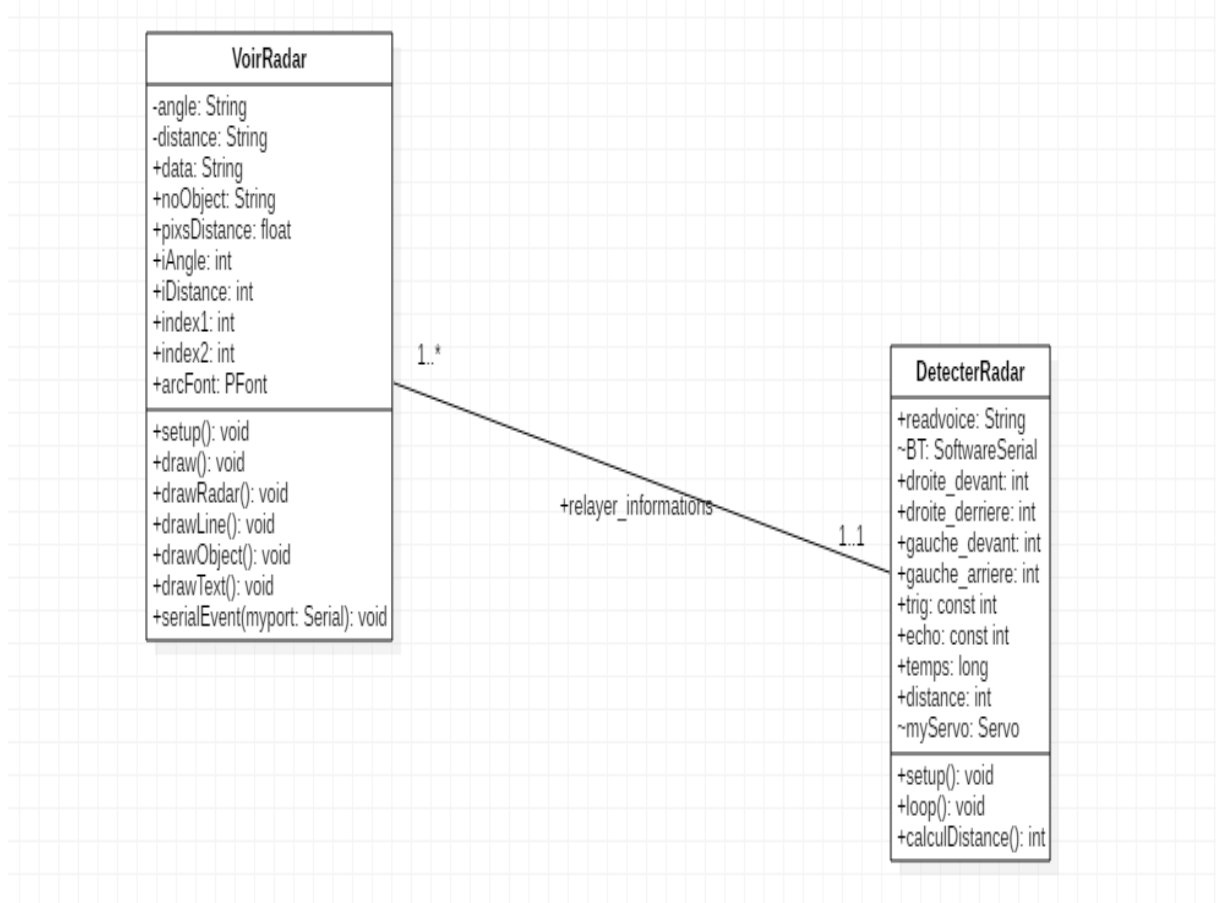 VoirRadar
-angle: String
-distance: String
+data: String
+noObject: String
+pixsDistance: float
+iAngle: int
+iDistance: int
+index1: int
+index2: int
+arcFont: PFont
+setup(): void
+draw(): void
+drawRadar(): void
+drawLine(): void
+drawObject(): void
+drawText(): void
+serialEvent(myport: Serial): void
1..*
+relayer_informations
1..1
DetecterRadar
+readvoice: String
~BT: SoftwareSerial
+droite_devant: int
+droite_derriere: int
+gauche_devant: int
+gauche_arriere: int
+trig: const int
+echo: const int
+temps: long
+distance: int
~myServo: Servo
+setup(): void
+loop(): void
+calculDistance(): int